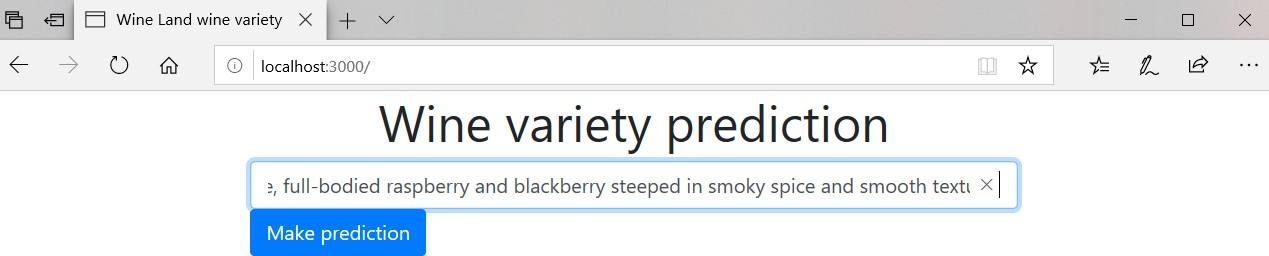 Wine Land wine variety
localhost:3000/
Wine variety prediction
, full-bodied raspberry and blackberry steeped in smoky spice and smooth
Make prediction